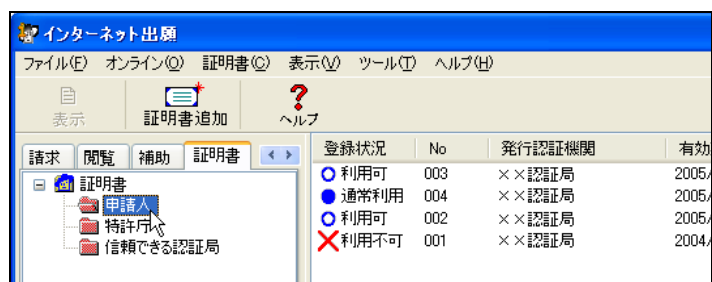 インターネット出願
ファイル(F) オンライン(O) 証明書(C) 表示(V) ツール(T) ヘルプ(H)
表示 証明書追加 ヘルプ
請求 閲覧 補助 証明書
証明書
申請人
特許庁
信頼できる認証局
登録状況 No 発行認証機関 有効
利用可 003 ××認証局 2005/
通常利用 004 ××認証局 2005/
利用可 002 ××認証局 2005/
利用不可 001 ××認証局 2004/